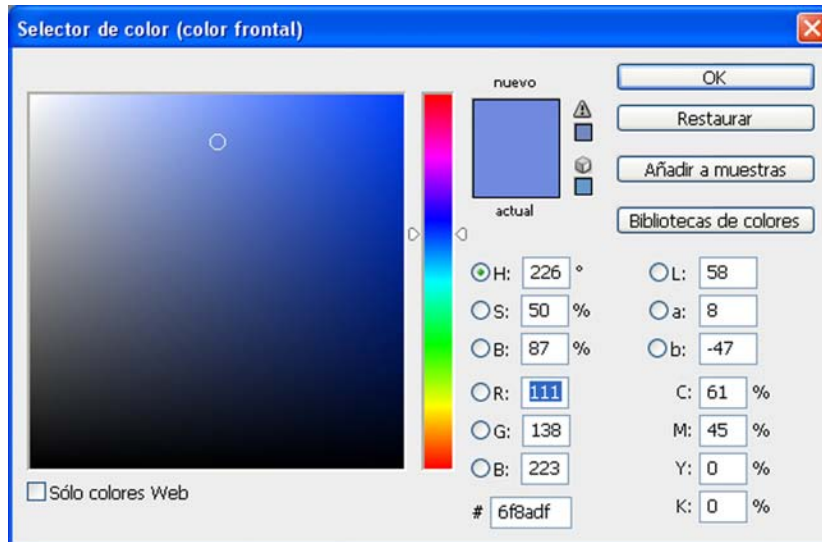 Selector de color (color frontal)
nuevo
actual
OK
Restaurar
Añadir a muestras
Bibliotecas de colores
H: 226 °
S: 50 %
B: 87 %
R: 111
G: 138
B: 223
# 6f8adf
L: 58
a: 8
b: -47
C: 61 %
M: 45 %
Y: 0 %
K: 0 %
Sólo colores Web